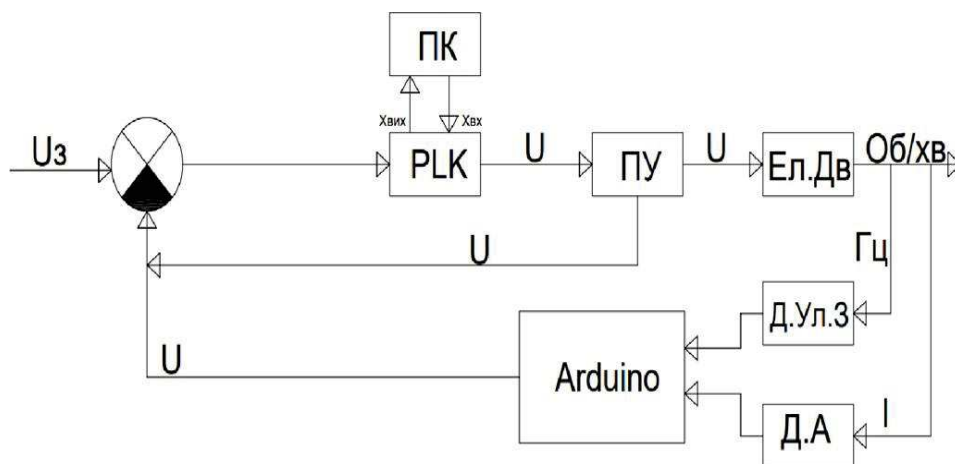 ПК
Хвих Хвх
Uз PLK U ПУ U Ел.Дв Об/хв
U Гц
Д.Ул.З
U Arduino
Д.А I